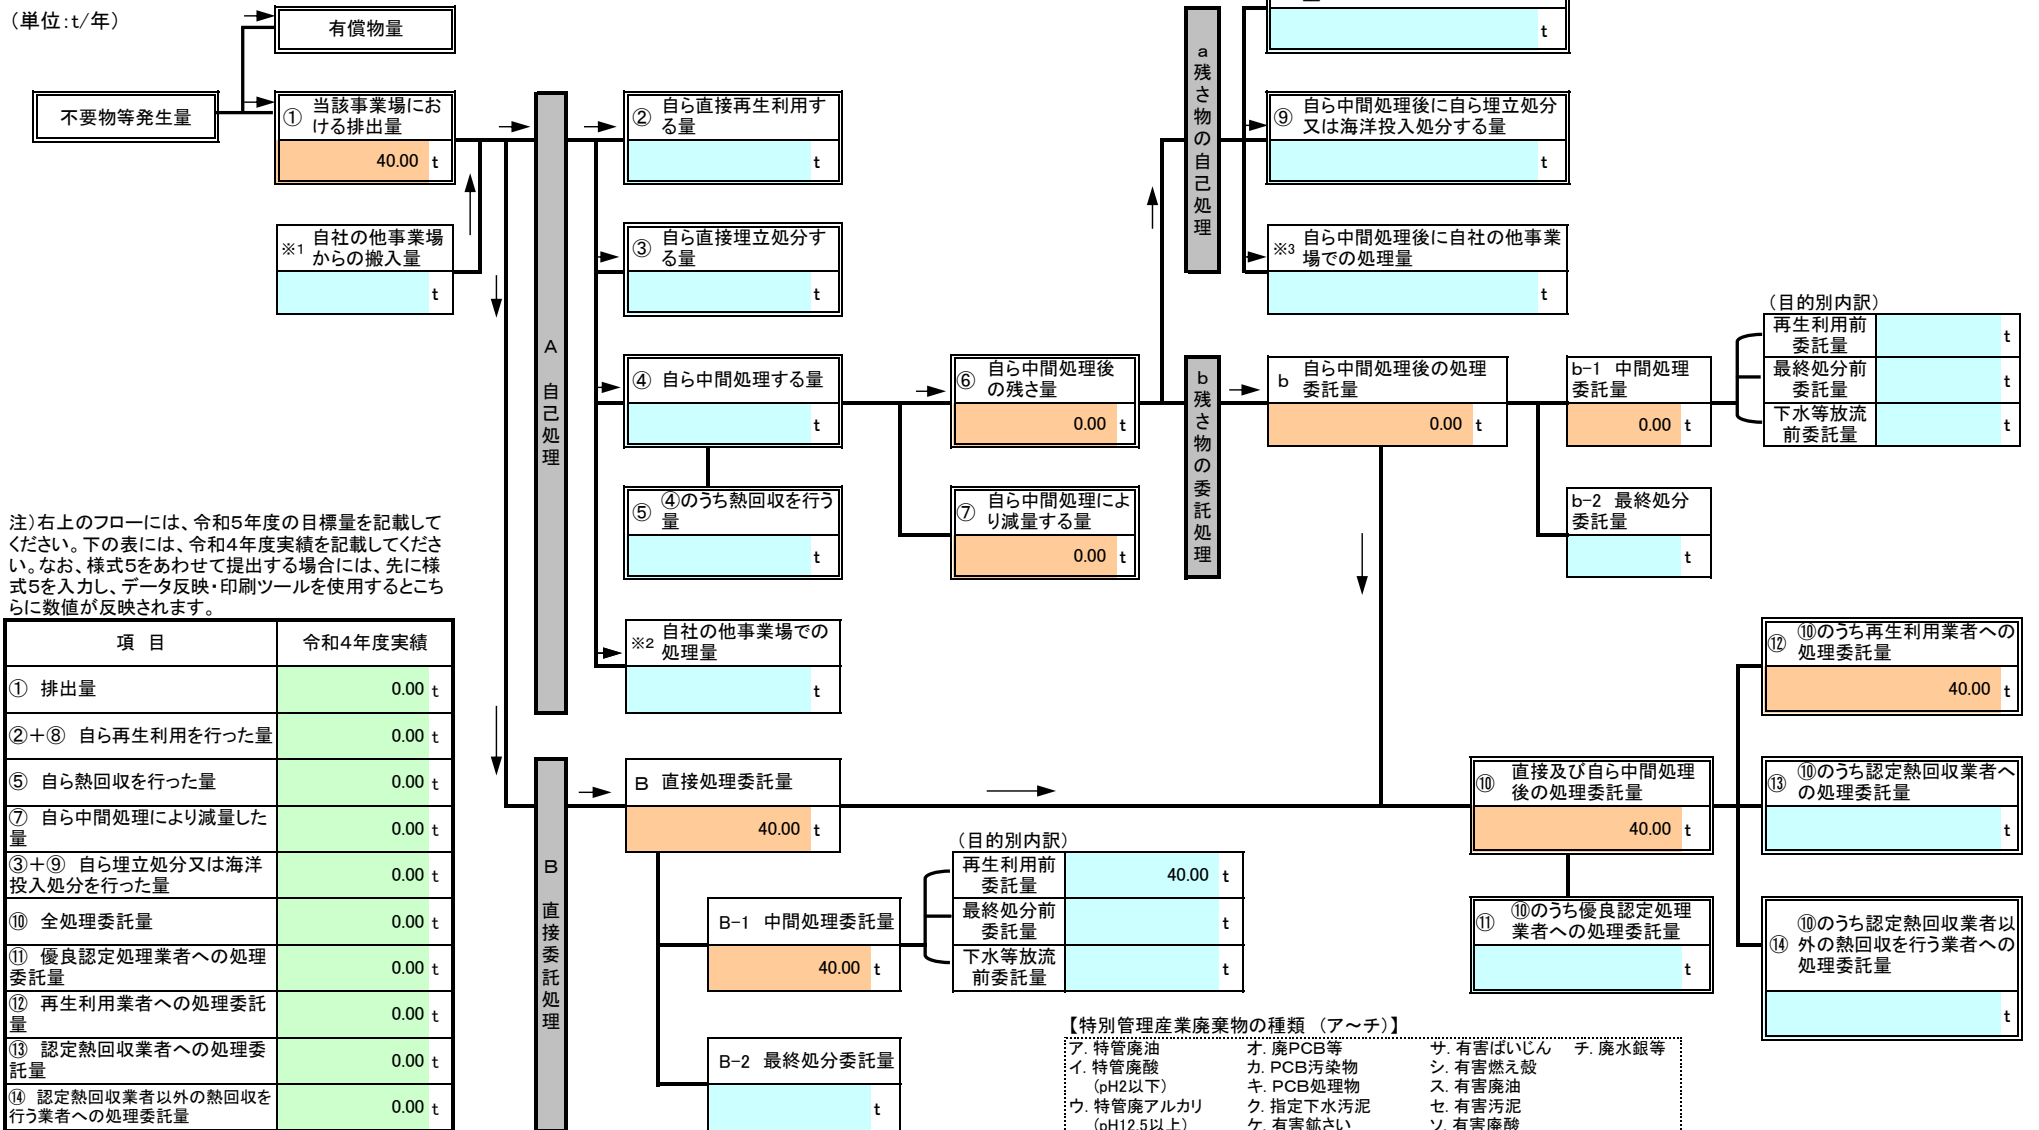 （単位：t/年）
有償物量
不要物等発生量
① 当該事業場における排出量
40.00 t
※1 自社の他事業場からの搬入量
t
A 自己処理
② 自ら直接再生利用する量
t
③ 自ら直接埋立処分する量
t
④ 自ら中間処理する量
t
⑤ ④のうち熱回収を行う量
t
※2 自社の他事業場での処理量
t
⑥ 自ら中間処理後の残さ量
0.00 t
⑦ 自ら中間処理により減量する量
0.00 t
a 残さ物の自己処理
t
⑨ 自ら中間処理後に自ら埋立処分又は海洋投入処分する量
t
※3 自ら中間処理後に自社の他事業場での処理量
t
b 残さ物の委託処理
b 自ら中間処理後の処理委託量
0.00 t
b-1 中間処理委託量
0.00 t
（目的別内訳）
再生利用前委託量 t
最終処分前委託量 t
下水等放流前委託量 t
b-2 最終処分委託量
t
注）右上のフローには、令和5年度の目標量を記載して
ください。下の表には、令和4年度実績を記載してくださ
い。なお、様式5をあわせて提出する場合には、先に様
式5を入力し、データ反映・印刷ツールを使用するとこち
らに数値が反映されます。
項 目 令和4年度実績
① 排出量 0.00 t
②＋⑧ 自ら再生利用を行った量 0.00 t
⑤ 自ら熱回収を行った量 0.00 t
⑦ 自ら中間処理により減量した量 0.00 t
③＋⑨ 自ら埋立処分又は海洋投入処分を行った量 0.00 t
⑩ 全処理委託量 0.00 t
⑪ 優良認定処理業者への処理委託量 0.00 t
⑫ 再生利用業者への処理委託量 0.00 t
⑬ 認定熱回収業者への処理委託量 0.00 t
⑭ 認定熱回収業者以外の熱回収を行う業者への処理委託量 0.00 t
B 直接委託処理
B 直接処理委託量
40.00 t
B-1 中間処理委託量
40.00 t
（目的別内訳）
再生利用前委託量 40.00 t
最終処分前委託量 t
下水等放流前委託量 t
B-2 最終処分委託量
t
⑩ 直接及び自ら中間処理後の処理委託量
40.00 t
⑪ ⑩のうち優良認定処理業者への処理委託量
t
⑫ ⑩のうち再生利用業者への処理委託量
40.00 t
⑬ ⑩のうち認定熱回収業者への処理委託量
t
⑭ ⑩のうち認定熱回収業者以外の熱回収を行う業者への処理委託量
t
【特別管理産業廃棄物の種類 （ア～チ）】
ア. 特管廃油 オ. 廃PCB等 サ. 有害ばいじん チ. 廃水銀等
イ. 特管廃酸 カ. PCB汚染物 シ. 有害燃え殻
（pH2以下） キ. PCB処理物 ス. 有害廃油
ウ. 特管廃アルカリ ク. 指定下水汚泥 セ. 有害汚泥
（pH12.5以上） ケ. 有害鉱さい ソ. 有害廃酸